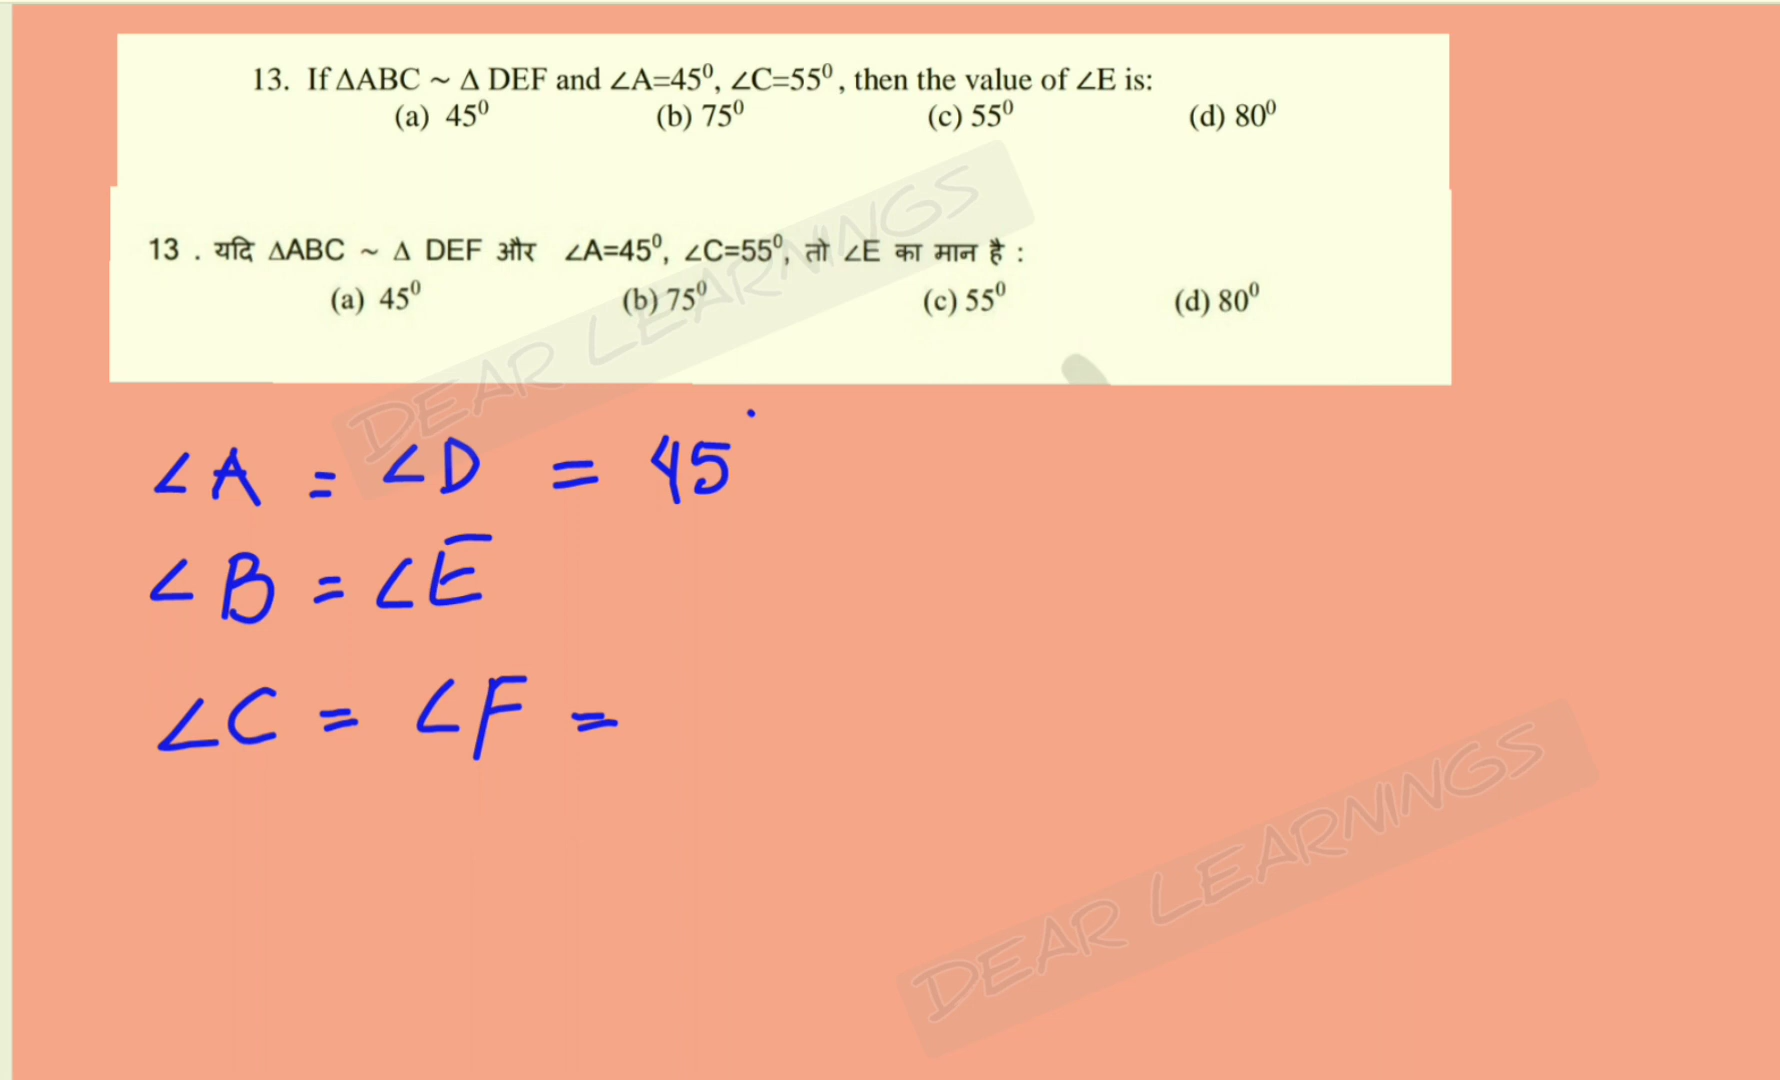 13. If ΔABC ~ Δ DEF and ∠A=45⁰, ∠C=55⁰ , then the value of ∠E is:
(a) 45⁰ (b) 75⁰ (c) 55⁰ (d) 80⁰
13 . यदि ΔABC ~ Δ DEF और ∠A=45⁰, ∠C=55⁰, तो ∠E का मान है :
(a) 45⁰ (b) 75⁰ (c) 55⁰ (d) 80⁰
DEAR LEARNINGS
∠A = ∠D = 45°
∠B = ∠E
∠C = ∠F =
DEAR LEARNINGS